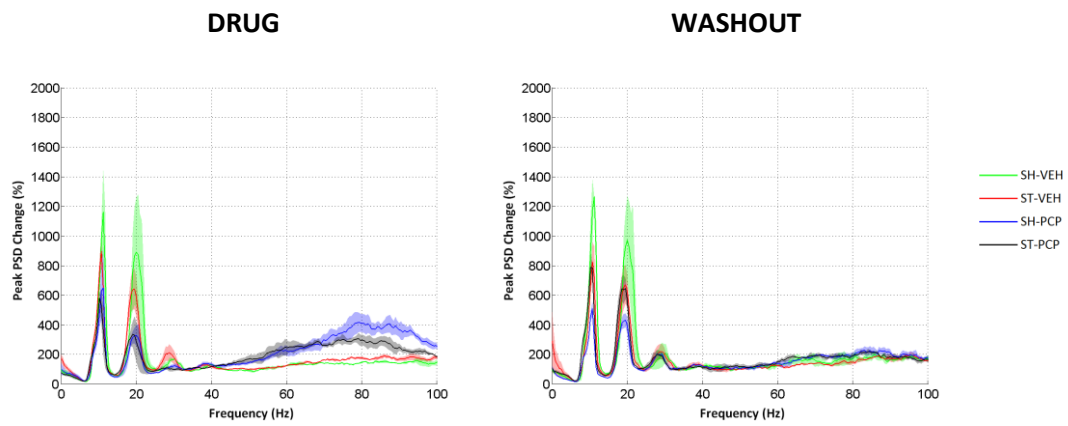 DRUG
WASHOUT
2000
1800
1600
1400
1200
1000
800
600
400
200
0
Peak PSD Change (%)
0 20 40 60 80 100
Frequency (Hz)
2000
1800
1600
1400
1200
1000
800
600
400
200
0
Peak PSD Change (%)
0 20 40 60 80 100
Frequency (Hz)
SH-VEH
ST-VEH
SH-PCP
ST-PCP